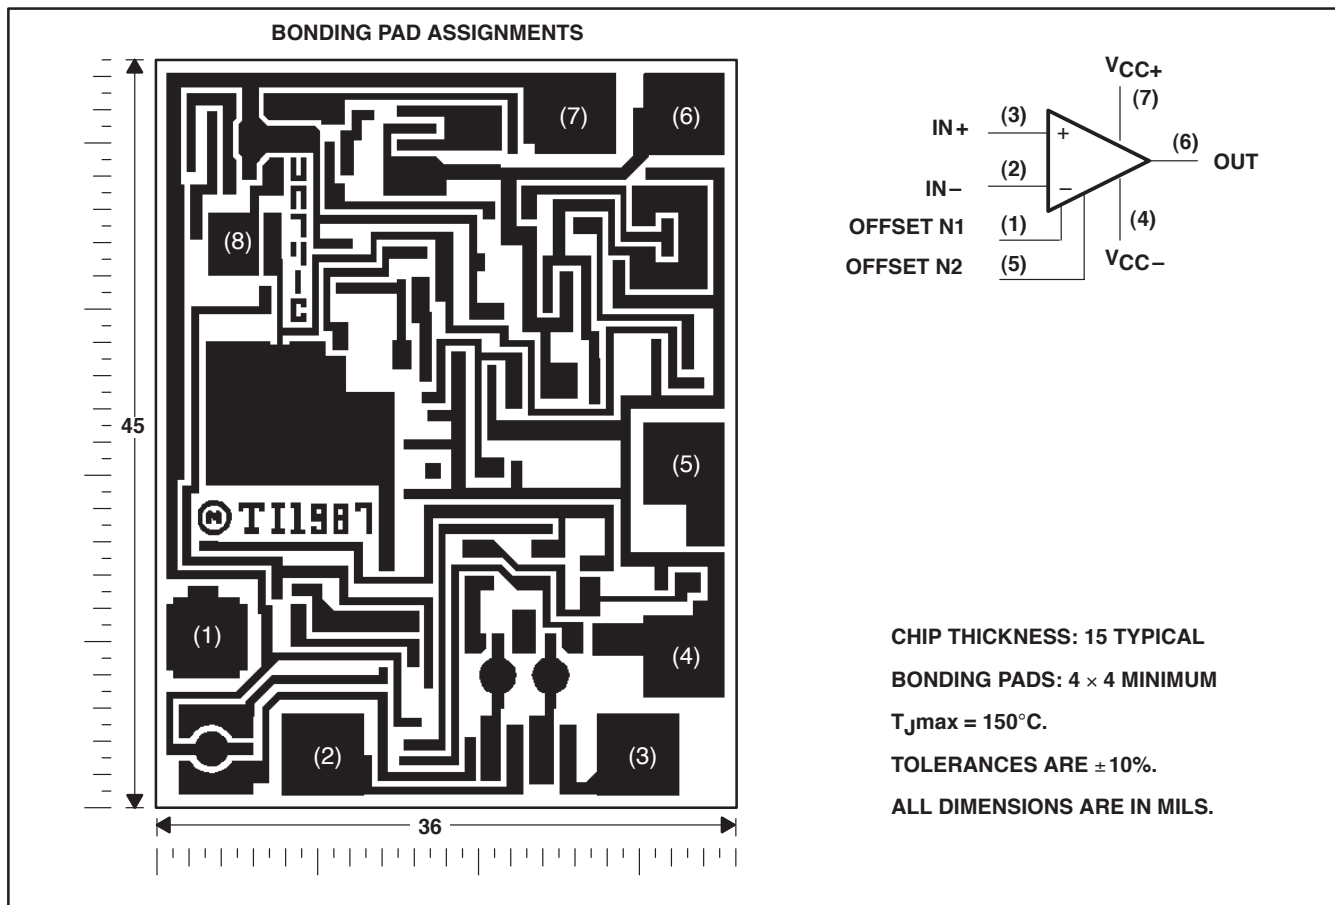 BONDING PAD ASSIGNMENTS
(7)
(6)
(8)
45
(5)
Ⓜ TI1987
(1)
(4)
(2)
(3)
36
VCC+
(7)
IN+
(3)
+
(6)
OUT
(2)
IN−
−
OFFSET N1
(1)
(4)
OFFSET N2
(5)
VCC−
CHIP THICKNESS: 15 TYPICAL
BONDING PADS: 4 × 4 MINIMUM
TJmax = 150°C.
TOLERANCES ARE ±10%.
ALL DIMENSIONS ARE IN MILS.